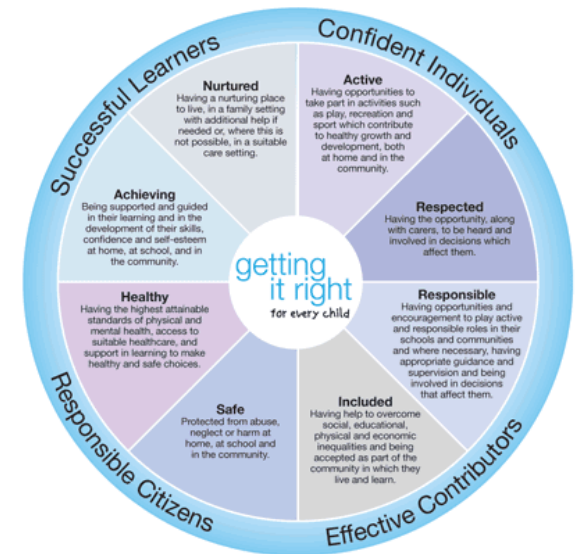 Successful Learners
Confident Individuals
Nurtured
Having a nurturing place
to live, in a family setting
with additional help if
needed or, where this is
not possible, in a suitable
care setting.
Active
Having opportunities to
take part in activities such
as play, recreation and
sport which contribute
to healthy growth and
development, both
at home and in the
community.
Achieving
Being supported and guided
in their learning and in the
development of their skills,
confidence and self-esteem
at home, at school, and in
the community.
Respected
Having the opportunity, along
with carers, to be heard and
involved in decisions which
affect them.
getting
it right
for every child
Healthy
Having the highest attainable
standards of physical and
mental health, access to
suitable healthcare, and
support in learning to make
healthy and safe choices.
Responsible
Having opportunities and
encouragement to play active
and responsible roles in their
schools and communities
and where necessary, having
appropriate guidance and
supervision and being
involved in decisions
that affect them.
Safe
Protected from abuse,
neglect or harm at
home, at school and
in the community.
Included
Having help to overcome
social, educational,
physical and economic
inequalities and being
accepted as part of the
community in which they
live and learn.
Responsible Citizens
Effective Contributors